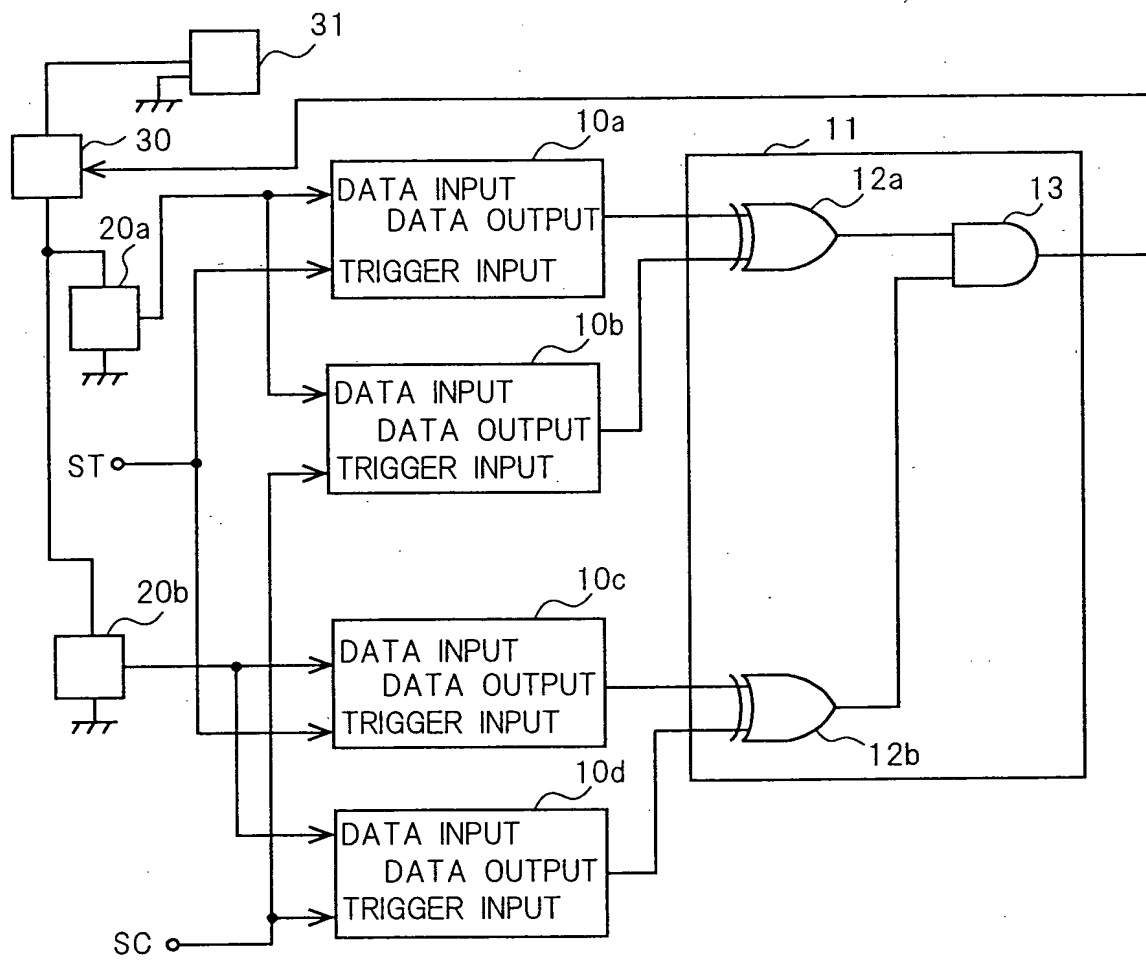 31
30
10a
11
DATA INPUT
DATA OUTPUT
TRIGGER INPUT
12a
13
20a
10b
DATA INPUT
DATA OUTPUT
TRIGGER INPUT
ST
20b
10c
DATA INPUT
DATA OUTPUT
TRIGGER INPUT
12b
10d
DATA INPUT
DATA OUTPUT
TRIGGER INPUT
SC